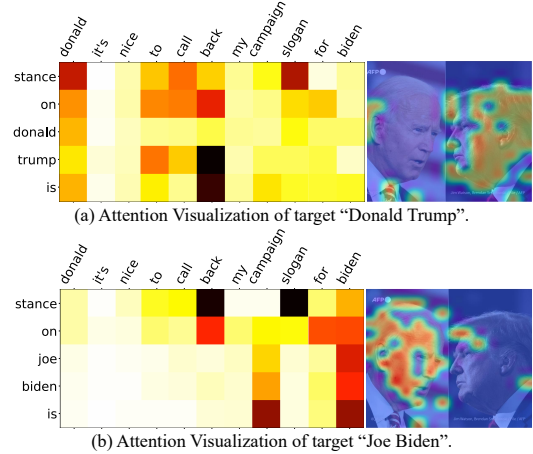 donald it's nice to call back my campaign slogan for biden
stance
on
donald
trump
is
AFP
(a) Attention Visualization of target “Donald Trump”.
donald it's nice to call back my campaign slogan for biden
stance
on
joe
biden
is
AFP
(b) Attention Visualization of target “Joe Biden”.